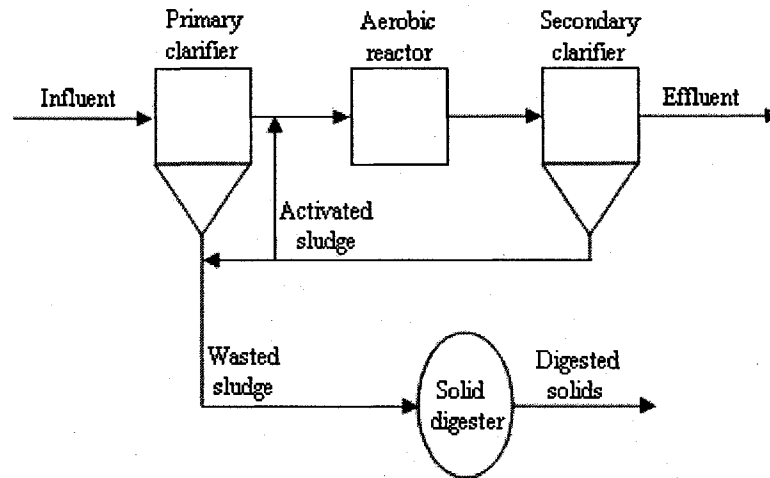 Primary
clarifier
Aerobic
reactor
Secondary
clarifier
Influent
Effluent
Activated
sludge
Wasted
sludge
Solid
digester
Digested
solids